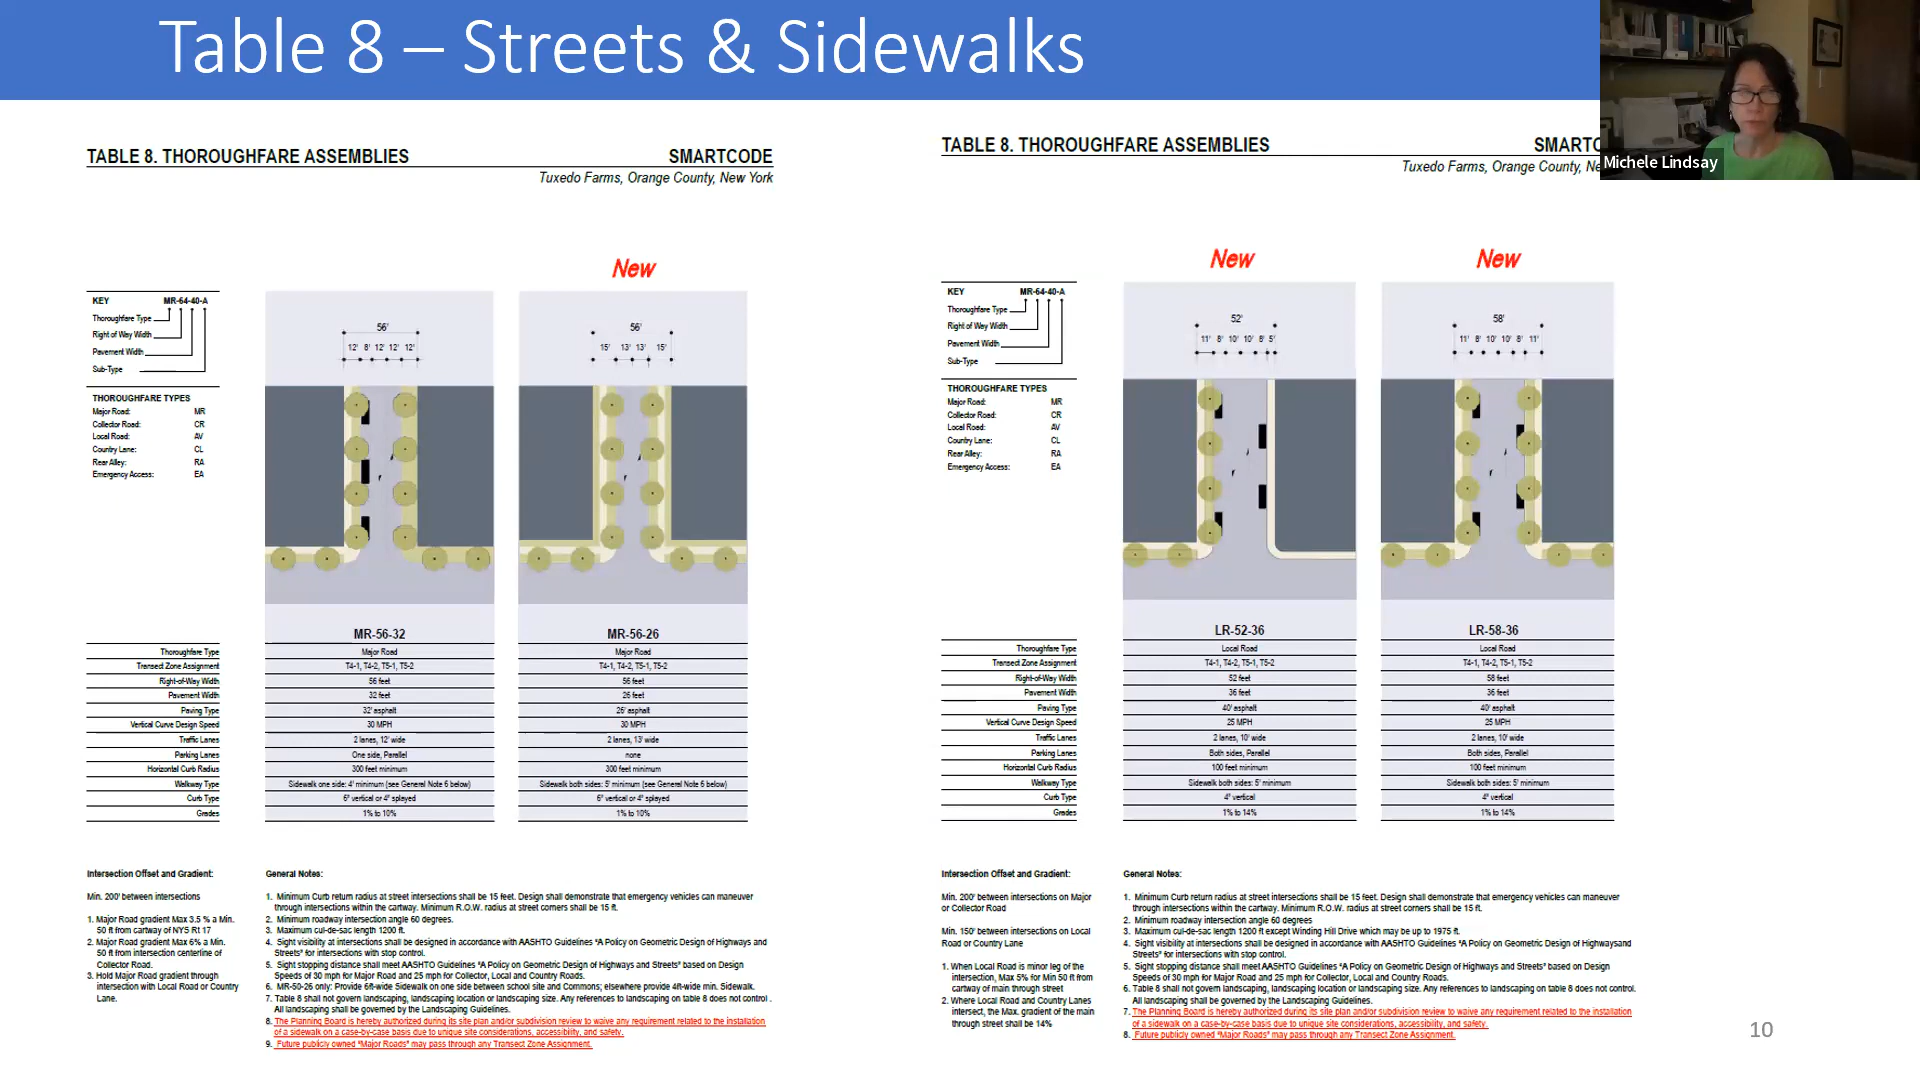 Table 8 – Streets & Sidewalks
Michele Lindsay
TABLE 8. THOROUGHFARE ASSEMBLIES SMARTCODE
Tuxedo Farms, Orange County, New York
New
KEY MR-64-40-A
Thoroughfare Type
Right of Way Width
Pavement Width
Sub-Type
THOROUGHFARE TYPES
Major Road: MR
Collector Road: CR
Local Road: AV
Country Lane: CL
Rear Alley: RA
Emergency Access: EA
56'
12' 8' 12' 12' 12'
56'
15' 13' 13' 15'
MR-56-32 MR-56-26
Thoroughfare Type Major Road Major Road
Transect Zone Assignment T4-1, T4-2, T5-1, T5-2 T4-1, T4-2, T5-1, T5-2
Right-of-Way Width 56 feet 56 feet
Pavement Width 32 feet 26 feet
Paving Type 32' asphalt 26' asphalt
Vertical Curve Design Speed 30 MPH 30 MPH
Traffic Lanes 2 lanes, 12' wide 2 lanes, 13' wide
Parking Lanes One side, Parallel none
Horizontal Curb Radius 300 feet minimum 300 feet minimum
Walkway Type Sidewalk one side: 4' minimum (see General Note 6 below) Sidewalk both sides: 5' minimum (see General Note 6 below)
Curb Type 6" vertical or 4" splayed 6" vertical or 4" splayed
Grades 1% to 10% 1% to 10%
Intersection Offset and Gradient:
Min. 200' between intersections
1. Major Road gradient Max 3.5 % a Min.
50 ft from cartway of NYS Rt 17
2. Major Road gradient Max 6% a Min.
50 ft from intersection centerline of
Collector Road.
3. Hold Major Road gradient through
intersection with Local Road or Country
Lane.
General Notes:
1. Minimum Curb return radius at street intersections shall be 15 feet. Design shall demonstrate that emergency vehicles can maneuver
through intersections within the cartway. Minimum R.O.W. radius at street corners shall be 15 ft.
2. Minimum roadway intersection angle 60 degrees.
3. Maximum cul-de-sac length 1200 ft.
4. Sight visibility at intersections shall be designed in accordance with AASHTO Guidelines "A Policy on Geometric Design of Highways and
Streets" for intersections with stop control.
5. Sight stopping distance shall meet AASHTO Guidelines "A Policy on Geometric Design of Highways and Streets" based on Design
Speeds of 30 mph for Major Road and 25 mph for Collector, Local and Country Roads.
6. MR-50-26 only: Provide 6ft-wide Sidewalk on one side between school site and Commons; elsewhere provide 4ft-wide min. Sidewalk.
7. Table 8 shall not govern landscaping, landscaping location or landscaping size. Any references to landscaping on table 8 does not control .
All landscaping shall be governed by the Landscaping Guidelines.
8. The Planning Board is hereby authorized during its site plan and/or subdivision review to waive any requirement related to the installation
of a sidewalk on a case-by-case basis due to unique site considerations, accessibility, and safety.
9. Future publicly owned "Major Roads" may pass through any Transect Zone Assignment.
TABLE 8. THOROUGHFARE ASSEMBLIES SMARTC
Tuxedo Farms, Orange County, Ne
New New
KEY MR-64-40-A
Thoroughfare Type
Right of Way Width
Pavement Width
Sub-Type
THOROUGHFARE TYPES
Major Road: MR
Collector Road: CR
Local Road: AV
Country Lane: CL
Rear Alley: RA
Emergency Access: EA
52'
11' 8' 10' 10' 8' 5'
58'
11' 8' 10' 10' 8' 11'
LR-52-36 LR-58-36
Thoroughfare Type Local Road Local Road
Transect Zone Assignment T4-1, T4-2, T5-1, T5-2 T4-1, T4-2, T5-1, T5-2
Right-of-Way Width 52 feet 58 feet
Pavement Width 36 feet 36 feet
Paving Type 40' asphalt 40' asphalt
Vertical Curve Design Speed 25 MPH 25 MPH
Traffic Lanes 2 lanes, 10' wide 2 lanes, 10' wide
Parking Lanes Both sides, Parallel Both sides, Parallel
Horizontal Curb Radius 100 feet minimum 100 feet minimum
Walkway Type Sidewalk both sides: 5' minimum Sidewalk both sides: 5' minimum
Curb Type 4" vertical 4" vertical
Grades 1% to 14% 1% to 14%
Intersection Offset and Gradient:
Min. 200' between intersections on Major
or Collector Road
Min. 150' between intersections on Local
Road or Country Lane
1. When Local Road is minor leg of the
intersection, Max 5% for Min 50 ft from
cartway of main through street
2. Where Local Road and Country Lanes
intersect, the Max. gradient of the main
through street shall be 14%
General Notes:
1. Minimum Curb return radius at street intersections shall be 15 feet. Design shall demonstrate that emergency vehicles can maneuver
through intersections within the cartway. Minimum R.O.W. radius at street corners shall be 15 ft.
2. Minimum roadway intersection angle 60 degrees
3. Maximum cul-de-sac length 1200 ft except Winding Hill Drive which may be up to 1975 ft.
4. Sight visibility at intersections shall be designed in accordance with AASHTO Guidelines "A Policy on Geometric Design of Highwaysand
Streets" for intersections with stop control.
5. Sight stopping distance shall meet AASHTO Guidelines "A Policy on Geometric Design of Highways and Streets" based on Design
Speeds of 30 mph for Major Road and 25 mph for Collector, Local and Country Roads.
6. Table 8 shall not govern landscaping, landscaping location or landscaping size. Any references to landscaping on table 8 does not control.
All landscaping shall be governed by the Landscaping Guidelines.
7. The Planning Board is hereby authorized during its site plan and/or subdivision review to waive any requirement related to the installation
of a sidewalk on a case-by-case basis due to unique site considerations, accessibility, and safety.
8. Future publicly owned "Major Roads" may pass through any Transect Zone Assignment.
10